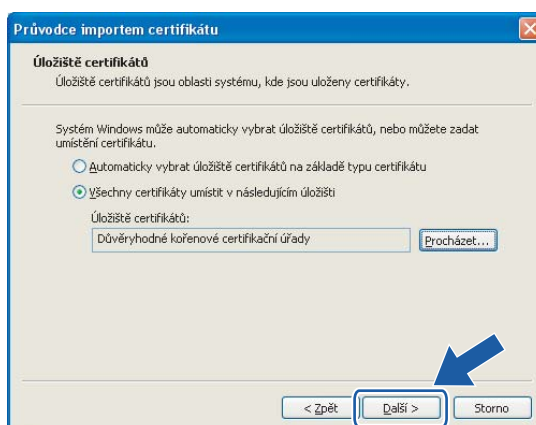 Průvodce importem certifikátu
Úložiště certifikátů
Úložiště certifikátů jsou oblasti systému, kde jsou uloženy certifikáty.
Systém Windows může automaticky vybrat úložiště certifikátů, nebo můžete zadat
umístění certifikátu.
Automaticky vybrat úložiště certifikátů na základě typu certifikátu
Všechny certifikáty umístit v následujícím úložišti
Úložiště certifikátů:
Důvěryhodné kořenové certifikační úřady
Procházet...
< Zpět
Další >
Storno